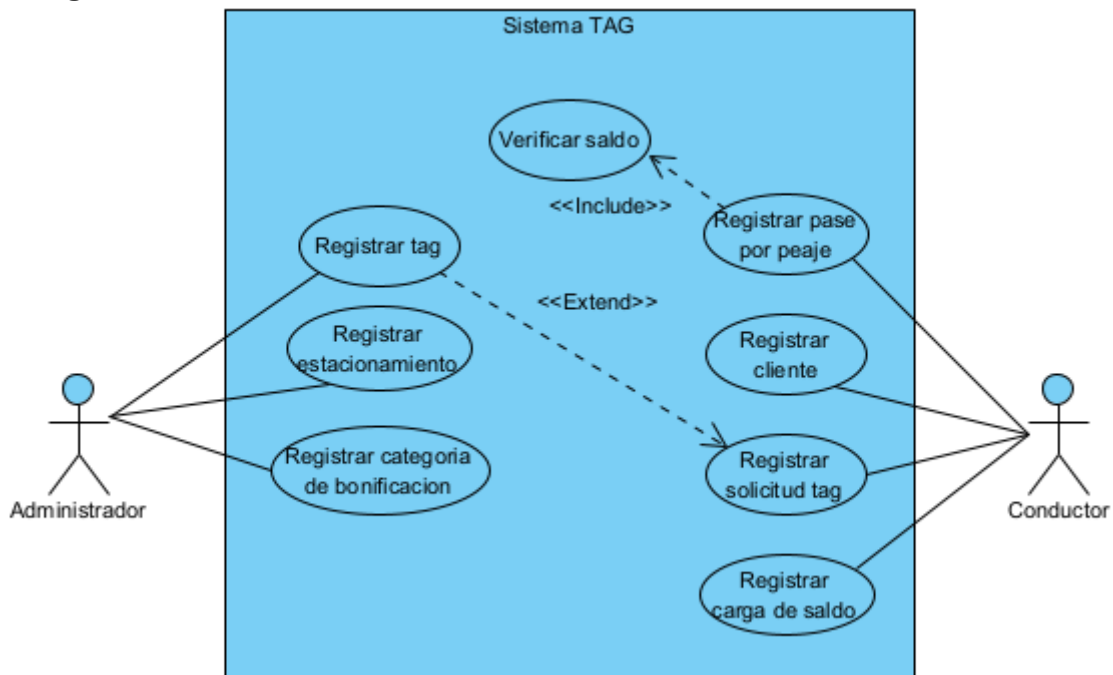 Sistema TAG
Verificar saldo
<<Include>>
Registrar pase
por peaje
Registrar tag
<<Extend>>
Registrar
estacionamiento
Registrar
cliente
Registrar categoria
de bonificacion
Registrar
solicitud tag
Administrador
Conductor
Registrar
carga de saldo